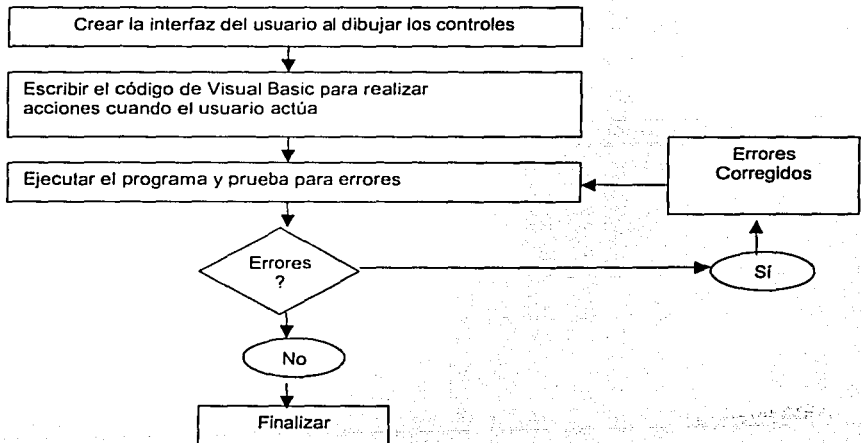 Crear la interfaz del usuario al dibujar los controles
Escribir el código de Visual Basic para realizar
acciones cuando el usuario actúa
Ejecutar el programa y prueba para errores
Errores
Corregidos
Errores
?
Sí
No
Finalizar